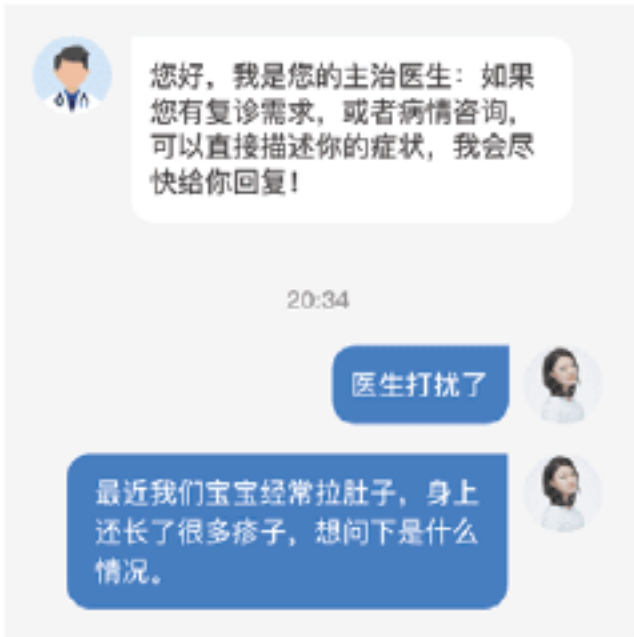 您好，我是您的主治医生：如果
您有复诊需求，或者病情咨询，
可以直接描述你的症状，我会尽
快给你回复！
20:34
医生打扰了
最近我们宝宝经常拉肚子，身上
还长了很多疹子，想问下是什么
情况。